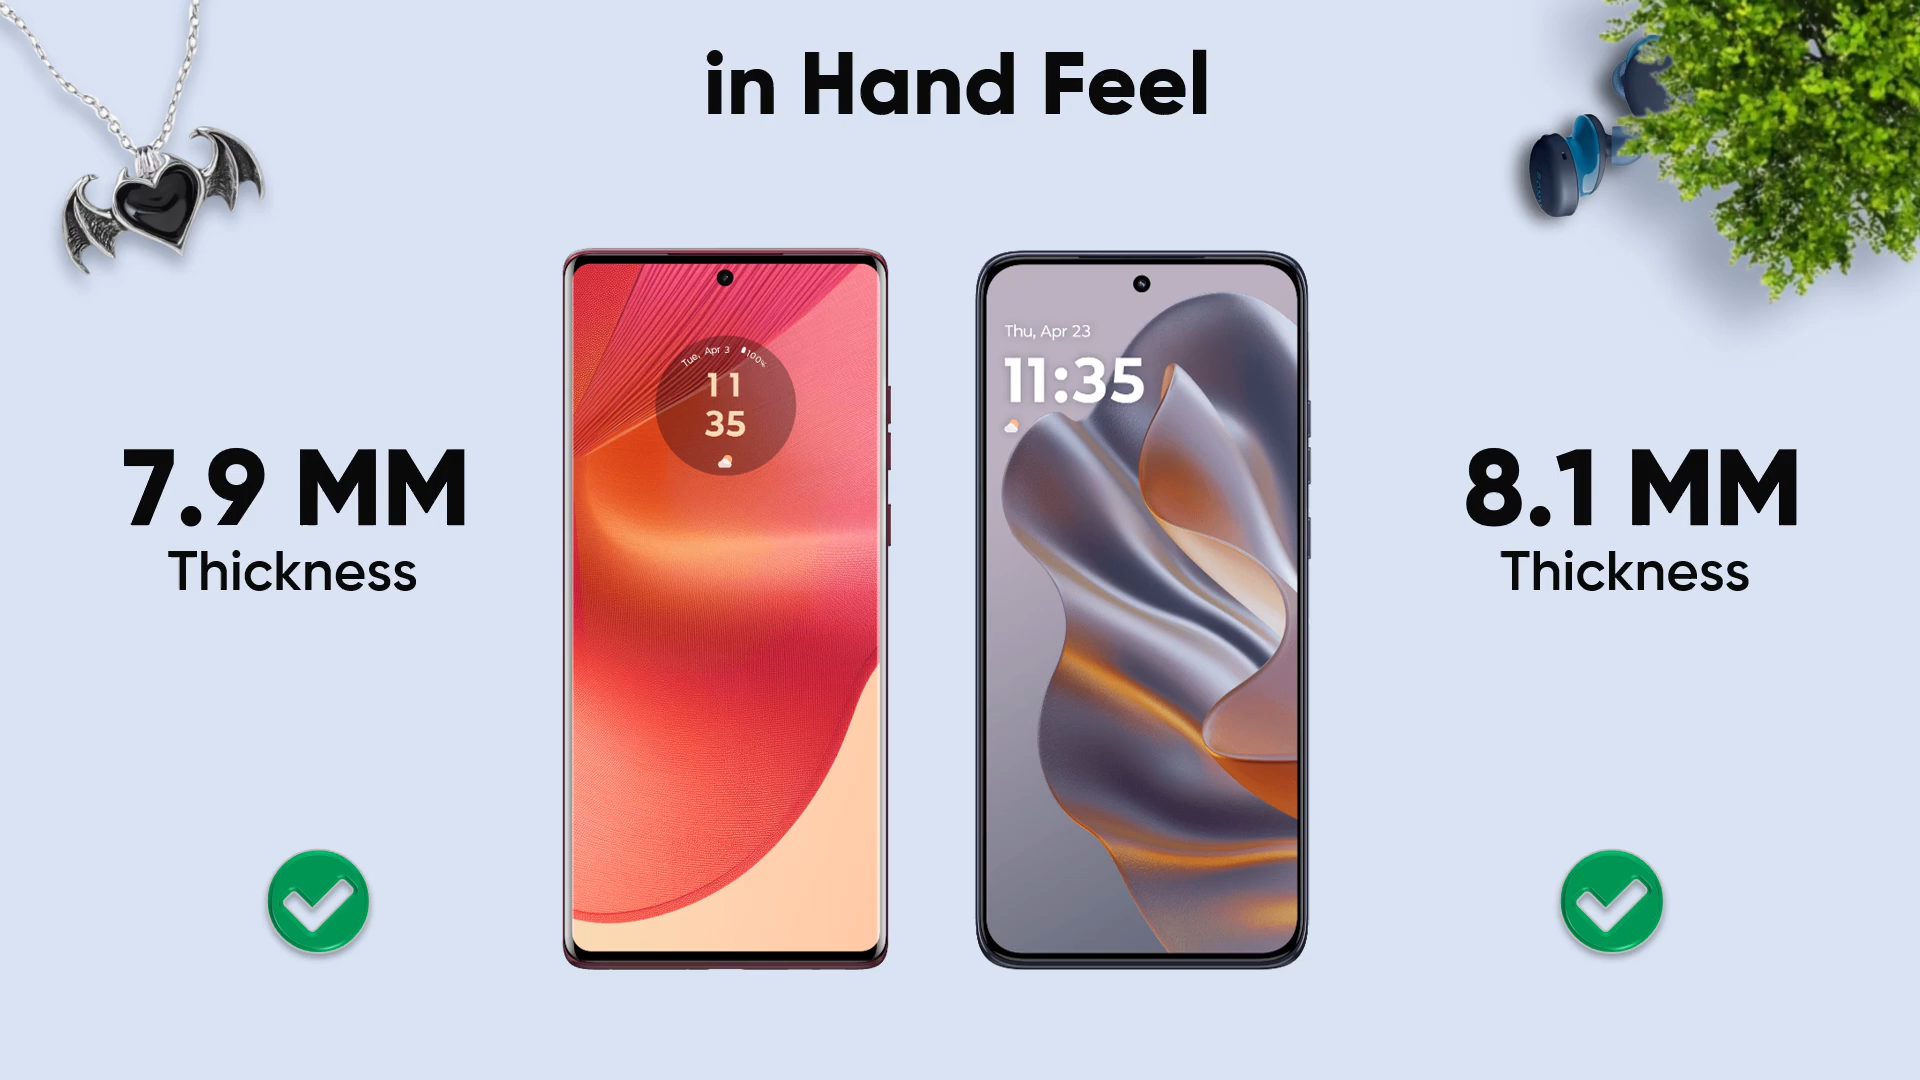 in Hand Feel
7.9 MM
Thickness
Tue, Apr 3 100%
11
35
Thu, Apr 23
11:35
8.1 MM
Thickness